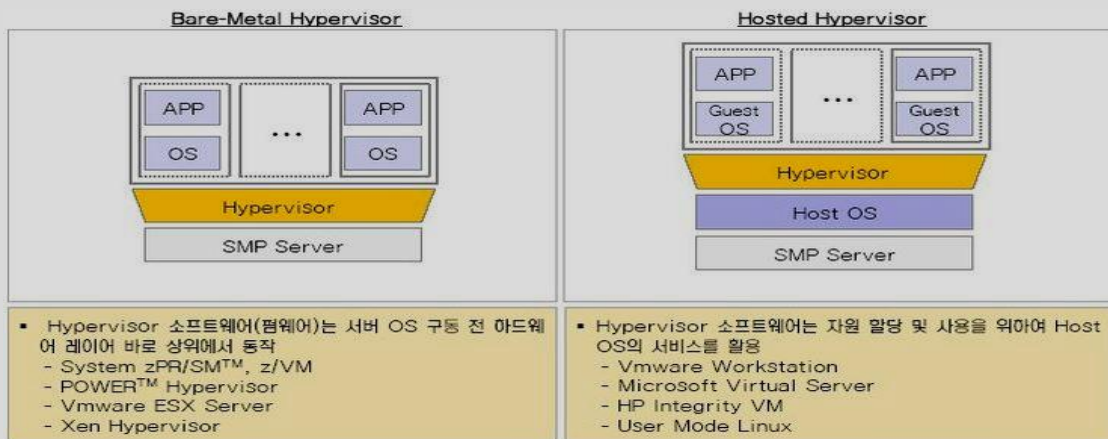 Bare-Metal Hypervisor
APP
APP
...
OS
OS
Hypervisor
SMP Server
▪ Hypervisor 소프트웨어(펌웨어)는 서버 OS 구동 전 하드웨
어 레이어 바로 상위에서 동작
- System zPR/SM™, z/VM
- POWER™ Hypervisor
- Vmware ESX Server
- Xen Hypervisor
Hosted Hypervisor
APP
APP
...
Guest
OS
Guest
OS
Hypervisor
Host OS
SMP Server
▪ Hypervisor 소프트웨어는 자원 할당 및 사용을 위하여 Host
OS의 서비스를 활용
- Vmware Workstation
- Microsoft Virtual Server
- HP Integrity VM
- User Mode Linux